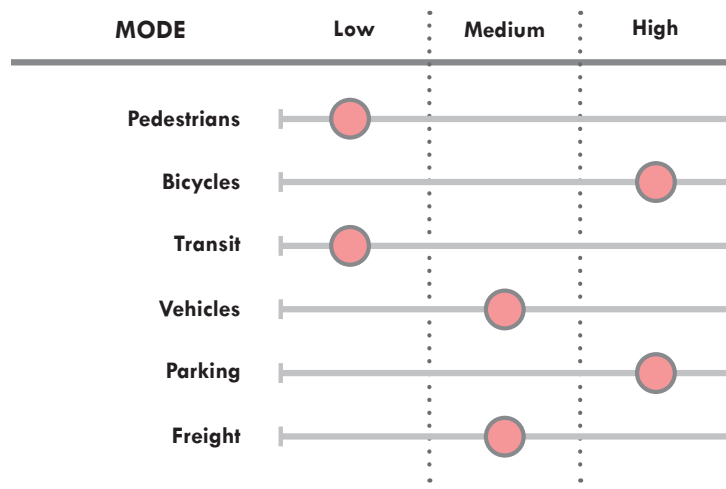 MODE Low Medium High
Pedestrians
Bicycles
Transit
Vehicles
Parking
Freight